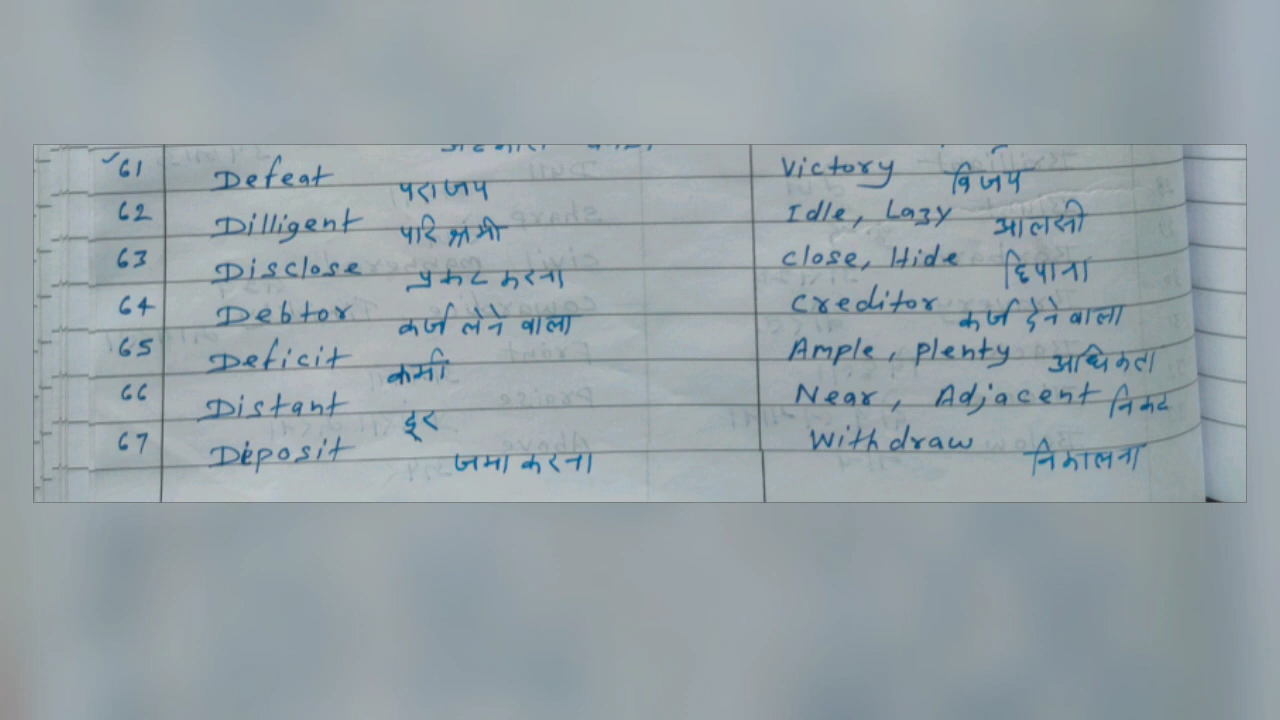 61 Defeat पराजय Victory विजय
62 Dilligent परिश्रमी Idle, Lazy आलसी
63 Disclose प्रकट करना close, Hide छिपाना
64 Debtor कर्ज लेने वाला creditor कर्ज देने वाला
65 Deficit कमी Ample, plenty अधिकता
66 Distant दूर Near, Adjacent निकट
67 Deposit जमा करना Withdraw निकालना